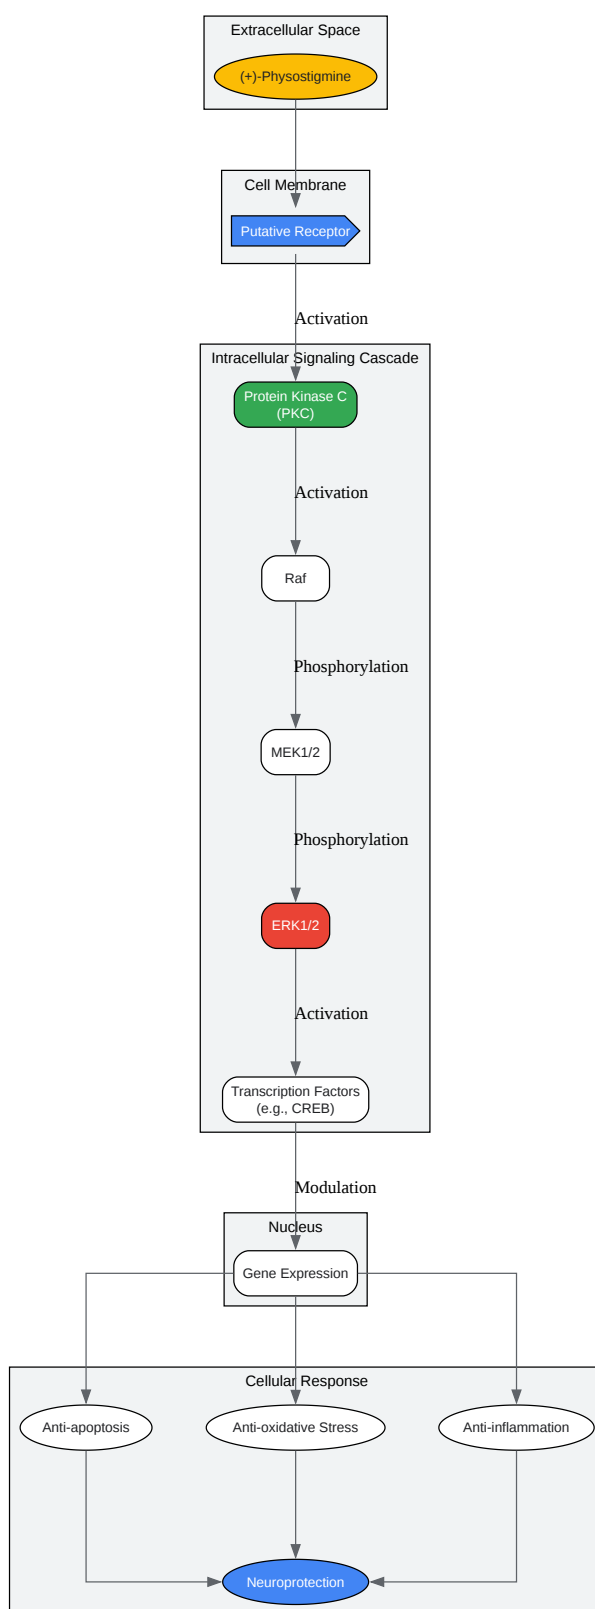 Extracellular Space
(+)-Physostigmine
Cell Membrane
Putative Receptor
Activation
Intracellular Signaling Cascade
Protein Kinase C
(PKC)
Activation
Raf
Phosphorylation
MEK1/2
Phosphorylation
ERK1/2
Activation
Transcription Factors
(e.g., CREB)
Modulation
Nucleus
Gene Expression
Cellular Response
Anti-apoptosis
Anti-oxidative Stress
Anti-inflammation
Neuroprotection